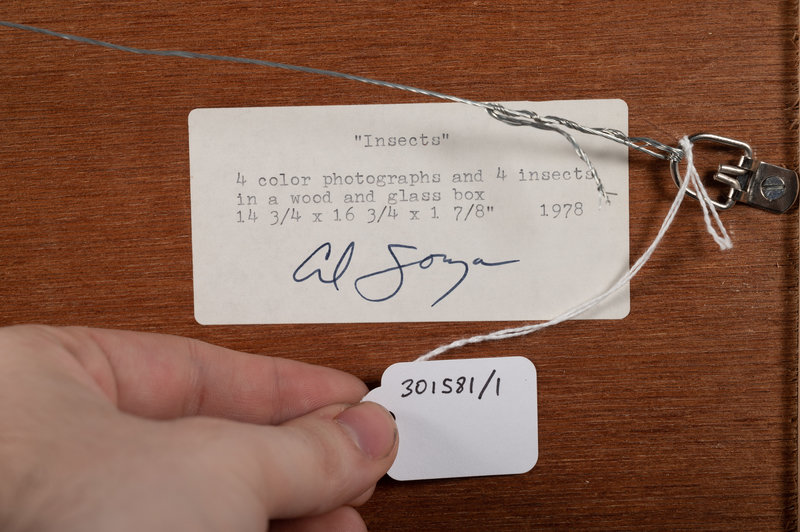 "Insects"
4 color photographs and 4 insects
in a wood and glass box
14 3/4 x 16 3/4 x 1 7/8" 1978
Al Souza
301581/1